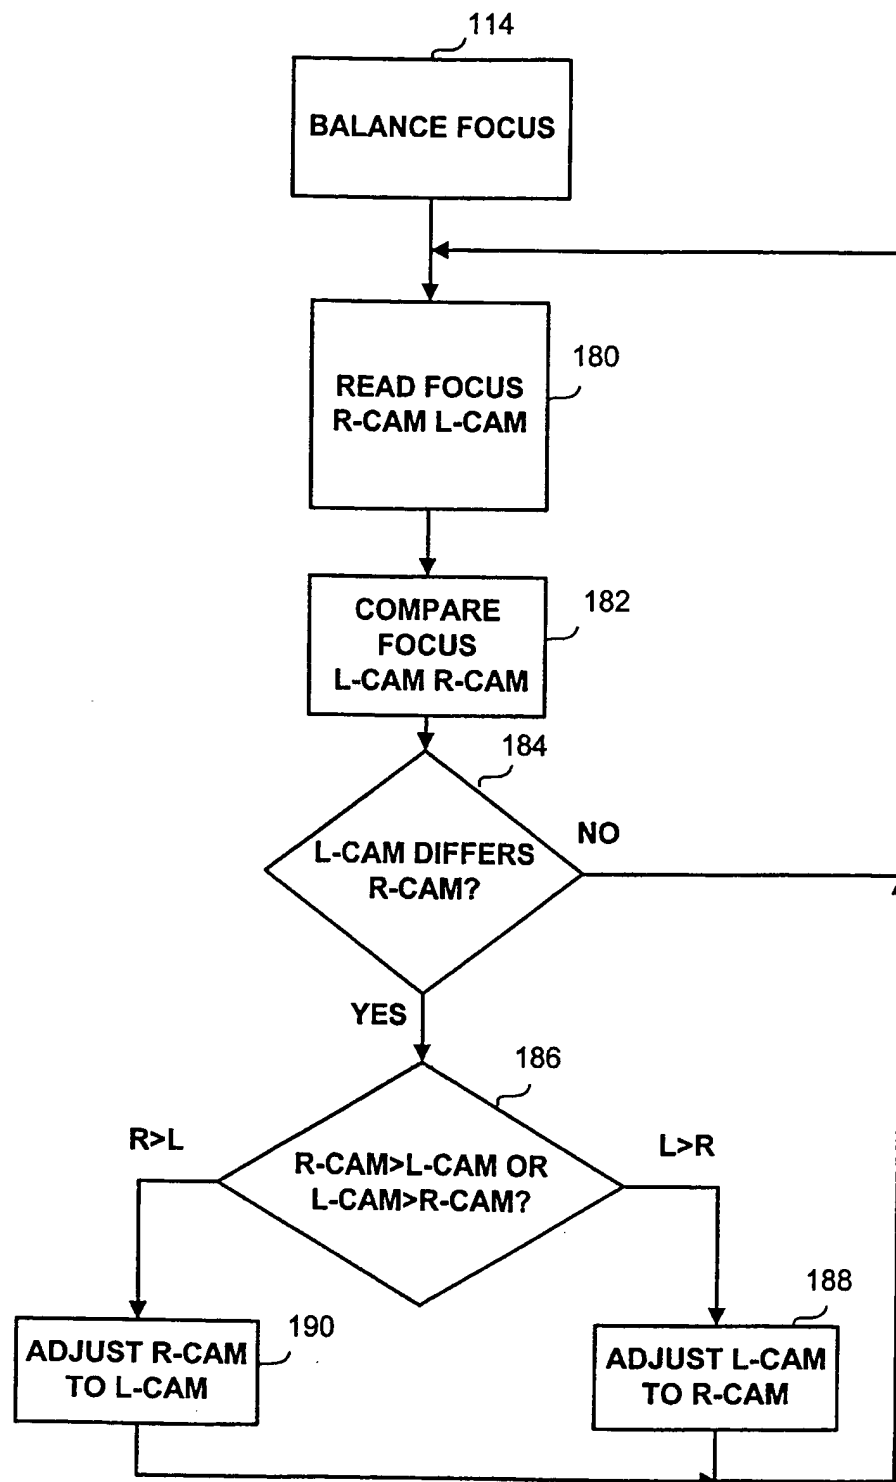 114
BALANCE FOCUS
180
READ FOCUS
R-CAM L-CAM
182
COMPARE
FOCUS
L-CAM R-CAM
184
L-CAM DIFFERS
R-CAM?
NO
YES
186
R>L
R-CAM>L-CAM OR
L-CAM>R-CAM?
L>R
190
ADJUST R-CAM
TO L-CAM
188
ADJUST L-CAM
TO R-CAM